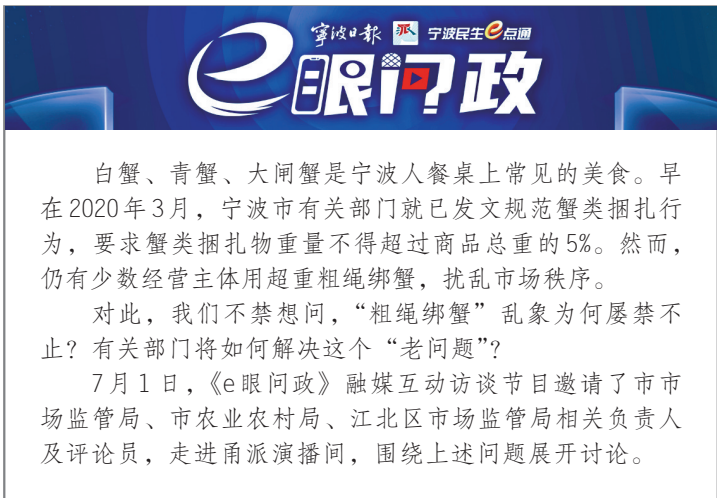 宁波日报 派 宁波民生e点通
e眼问政
白蟹、青蟹、大闸蟹是宁波人餐桌上常见的美食。早
在2020年3月，宁波市有关部门就已发文规范蟹类捆扎行
为，要求蟹类捆扎物重量不得超过商品总重的5%。然而，
仍有少数经营主体用超重粗绳绑蟹，扰乱市场秩序。
对此，我们不禁想问，“粗绳绑蟹”乱象为何屡禁不
止？有关部门将如何解决这个“老问题”？
7月1日，《e眼问政》融媒互动访谈节目邀请了市市
场监管局、市农业农村局、江北区市场监管局相关负责人
及评论员，走进甬派演播间，围绕上述问题展开讨论。